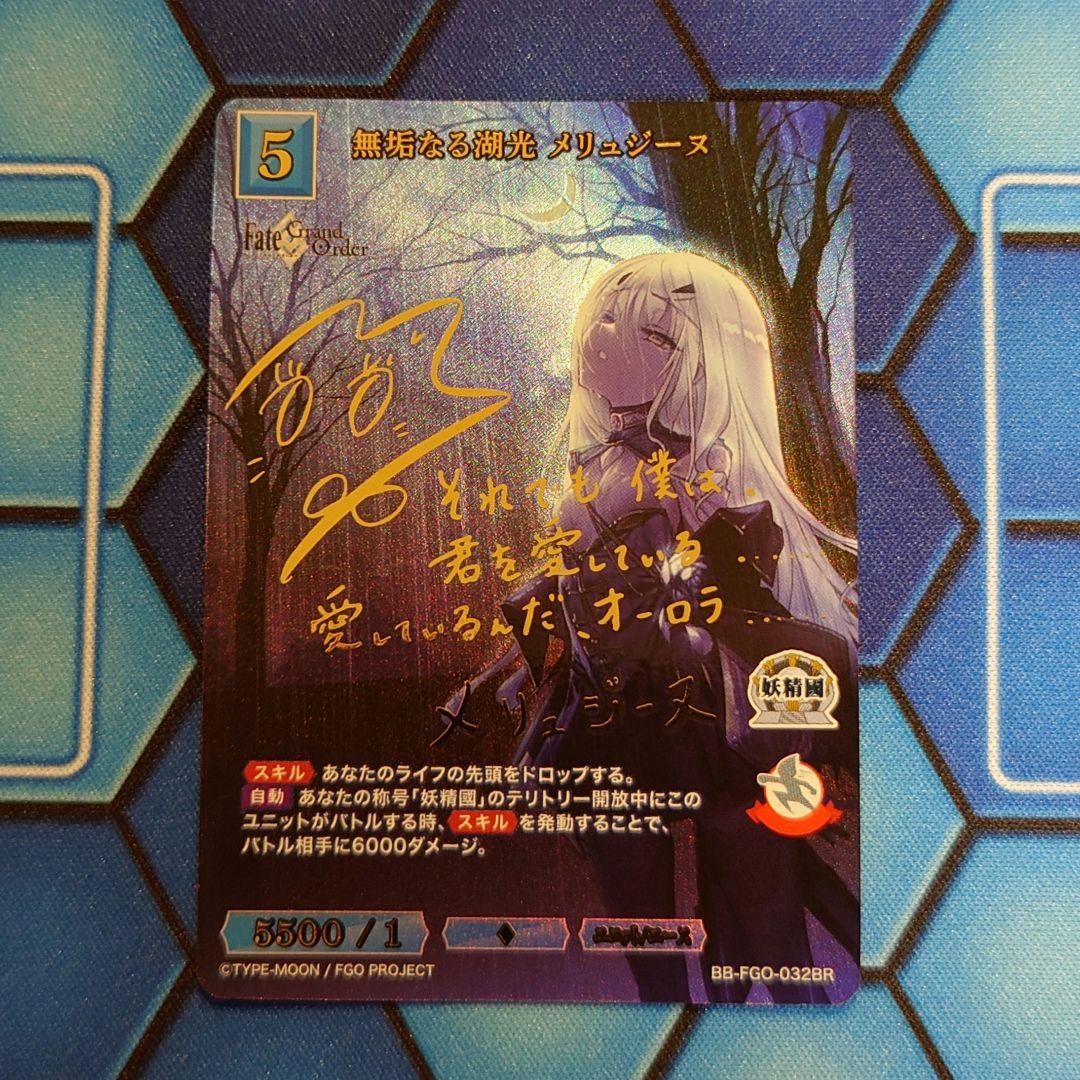 5
無垢なる湖光 メリュジーヌ
Fate Grand Order
それでも 僕は、
君を愛している.....
愛しているんだ、オーロラ....
メリュジーヌ
妖精國
スキル あなたのライフの先頭をドロップする。
自動 あなたの称号「妖精國」のテリトリー開放中にこの
ユニットがバトルする時、スキル を発動することで、
バトル相手に6000ダメージ。
5500 / 1
©TYPE-MOON / FGO PROJECT
BB-FGO-032BR